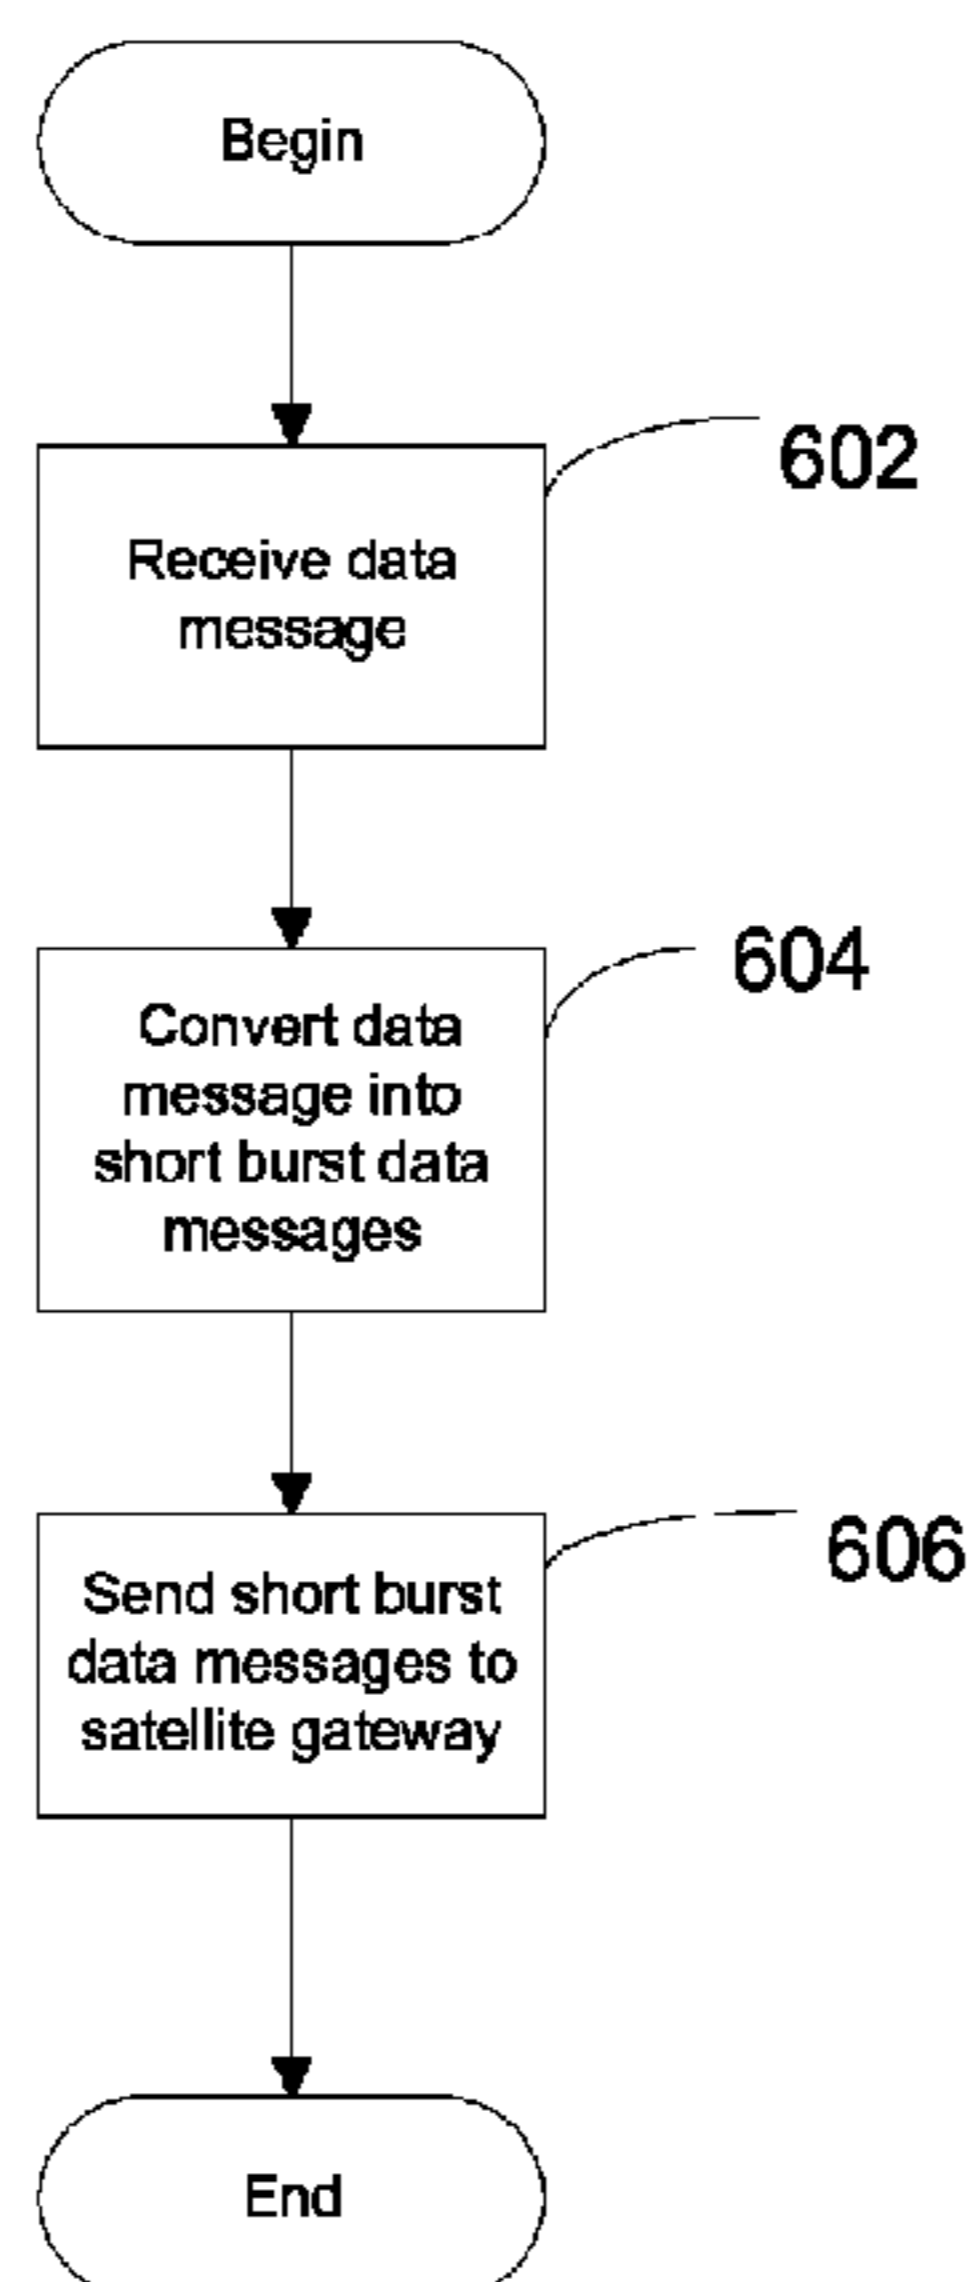 Begin
602
Receive data
message
604
Convert data
message into
short burst data
messages
606
Send short burst
data messages to
satellite gateway
End